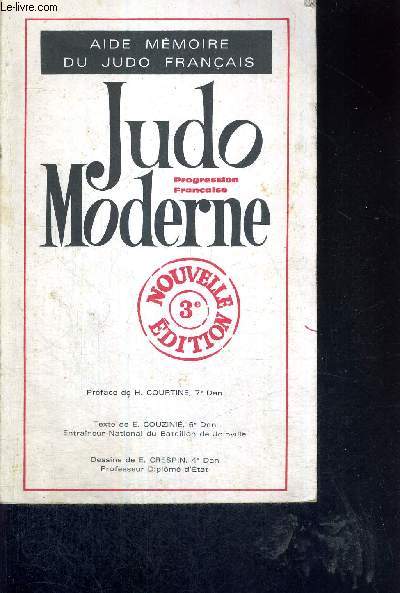 Le-livre.com
AIDE MÉMOIRE
DU JUDO FRANÇAIS
Judo
Progression
Française
Moderne
NOUVELLE
3e
ÉDITION
Préface de H. COURTINE, 7e Dan
Texte de E. COUZINIÉ, 6e Dan
Entraîneur National du Bataillon de Joinville
Dessins de E. CRESPIN, 4e Dan
Professeur Diplômé d'État